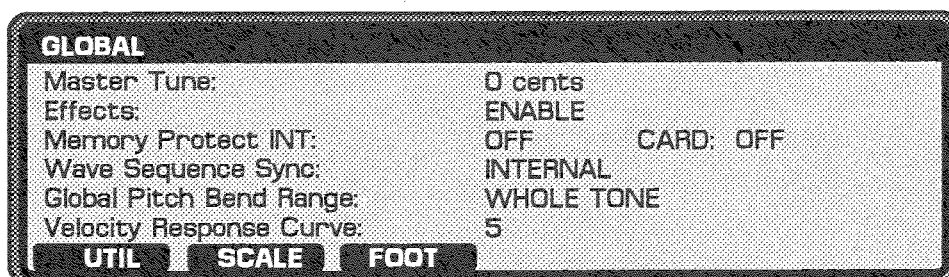 GLOBAL
Master Tune: 0 cents
Effects: ENABLE
Memory Protect INT: OFF CARD: OFF
Wave Sequence Sync: INTERNAL
Global Pitch Bend Range: WHOLE TONE
Velocity Response Curve: 5
UTIL SCALE FOOT